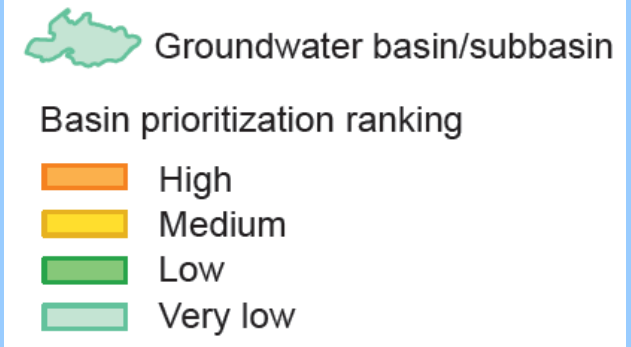 Groundwater basin/subbasin
Basin prioritization ranking
High
Medium
Low
Very low